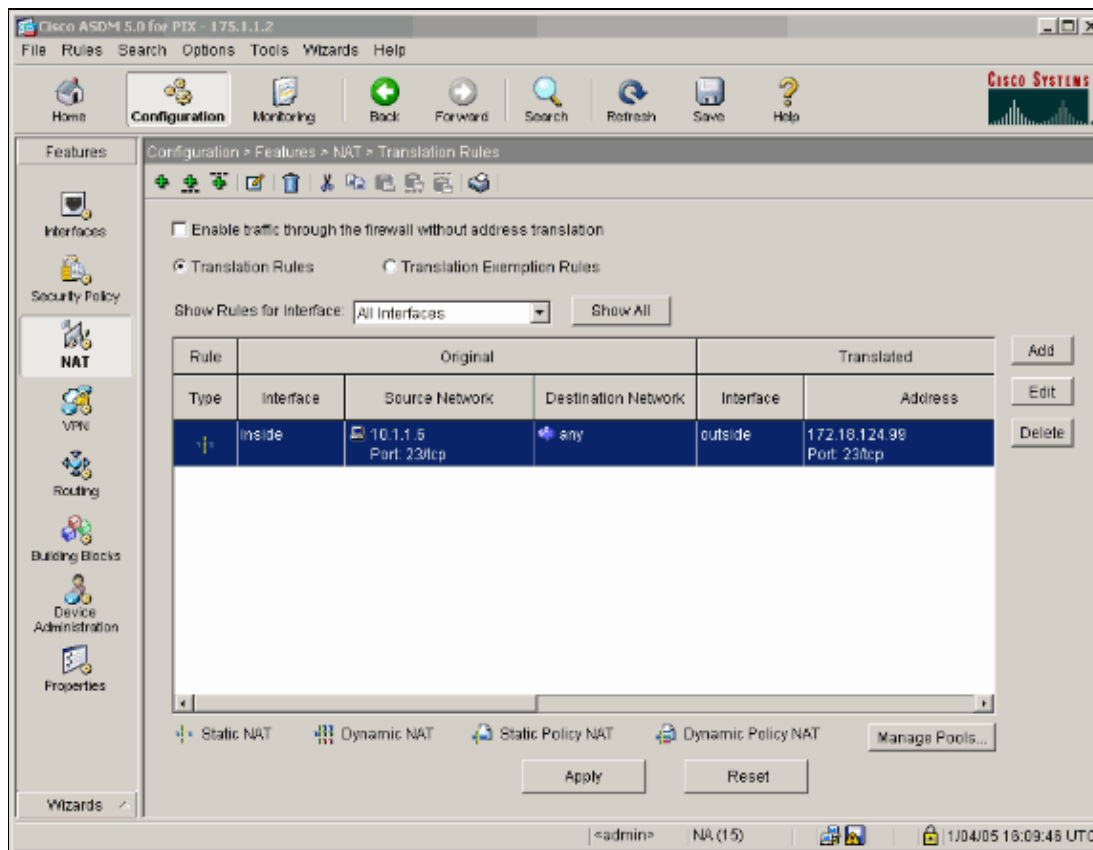 Cisco ASDM 5.0 for PIX - 175.1.1.2
File Rules Search Options Tools Wizards Help
Home Configuration Monitoring Back Forward Search Refresh Save Help
CISCO SYSTEMS
Features
Configuration > Features > NAT > Translation Rules
Interfaces
Security Policy
NAT
VPN
Routing
Building Blocks
Device
Administration
Properties
Wizards
Enable traffic through the firewall without address translation
Translation Rules Translation Exemption Rules
Show Rules for Interface: All Interfaces Show All
Rule Original Translated
Type Interface Source Network Destination Network Interface Address
inside 10.1.1.6 any outside 172.18.124.99
Port: 23/tcp Port: 23/tcp
Add
Edit
Delete
Static NAT Dynamic NAT Static Policy NAT Dynamic Policy NAT Manage Pools...
Apply Reset
<admin> NA (15) 1/04/05 16:09:46 UTC